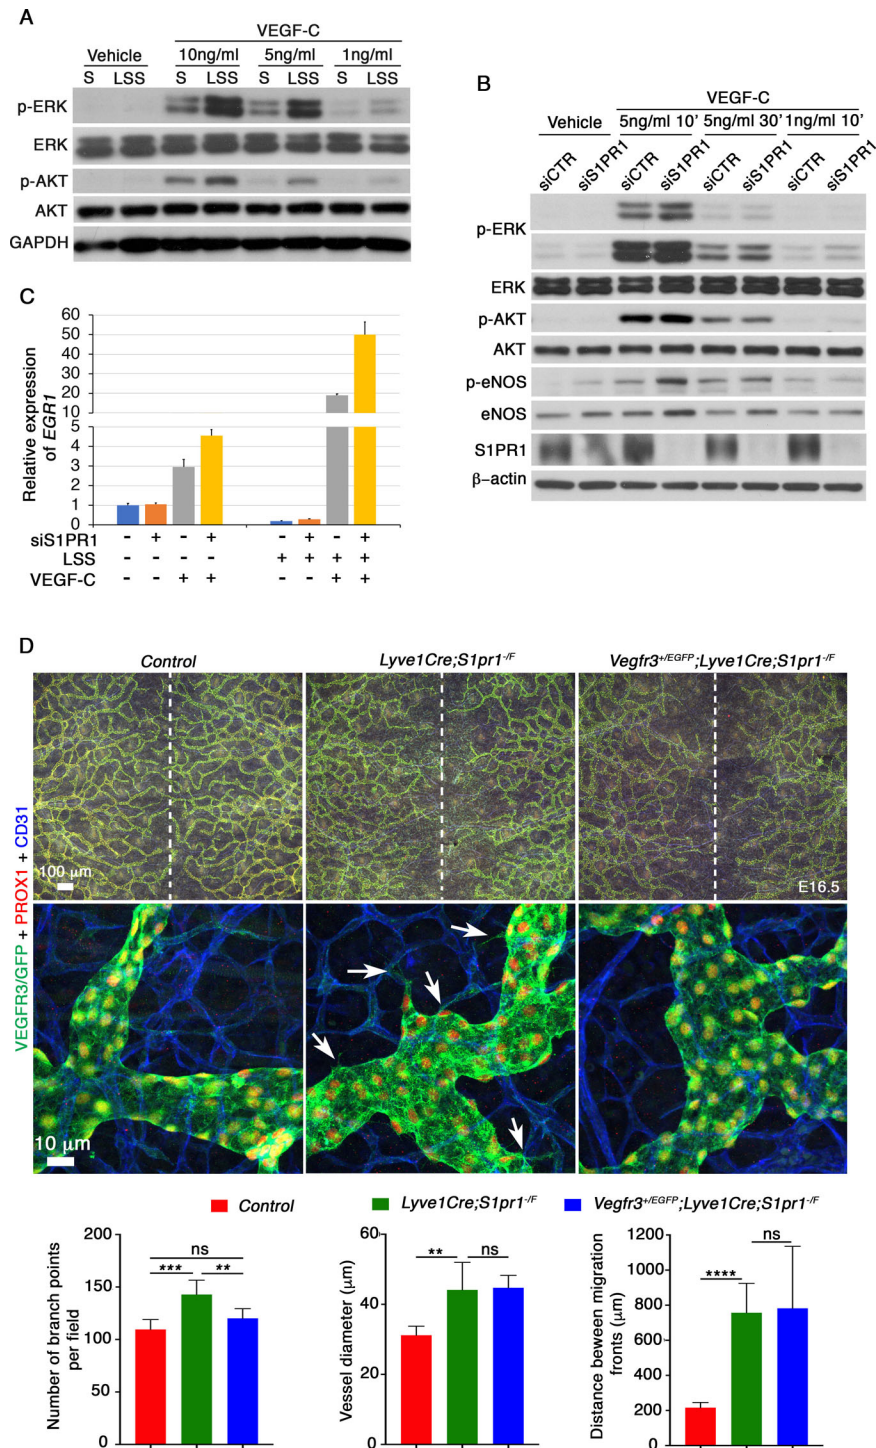 A
VEGF-C
Vehicle 10ng/ml 5ng/ml 1ng/ml
S LSS S LSS S LSS S LSS
p-ERK
ERK
p-AKT
AKT
GAPDH
B
VEGF-C
Vehicle 5ng/ml 10' 5ng/ml 30' 1ng/ml 10'
siCTR siS1PR1 siCTR siS1PR1 siCTR siS1PR1 siCTR siS1PR1
p-ERK
ERK
p-AKT
AKT
p-eNOS
eNOS
S1PR1
β–actin
C
Relative expression
of EGR1
60
50
40
30
20
10
5
4
3
2
1
0
siS1PR1 - + - + - + - +
LSS - - - - + + + +
VEGF-C - - + + - - + +
D
Control Lyve1Cre;S1pr1-/F Vegfr3+/EGFP;Lyve1Cre;S1pr1-/F
VEGFR3/GFP + PROX1 + CD31
100 µm
E16.5
10 µm
Control Lyve1Cre;S1pr1-/F Vegfr3+/EGFP;Lyve1Cre;S1pr1-/F
Number of branch points
per field
200
150
100
50
0
ns
*** **
Vessel diameter (µm)
60
40
20
0
** ns
Distance beween migration
fronts (µm)
1200
1000
800
600
400
200
0
ns
****